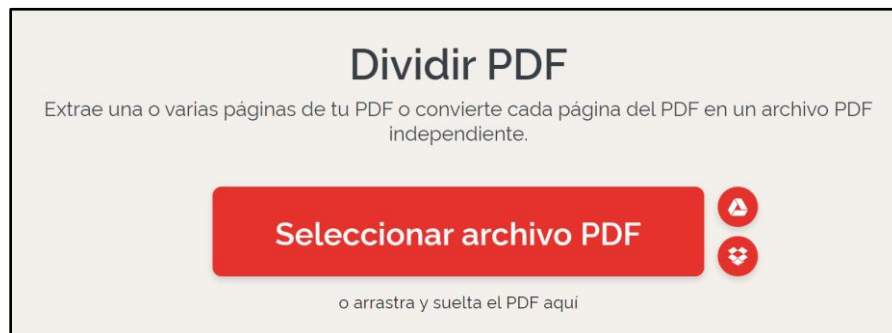 Dividir PDF
Extrae una o varias páginas de tu PDF o convierte cada página del PDF en un archivo PDF
independiente.
Seleccionar archivo PDF
o arrastra y suelta el PDF aquí